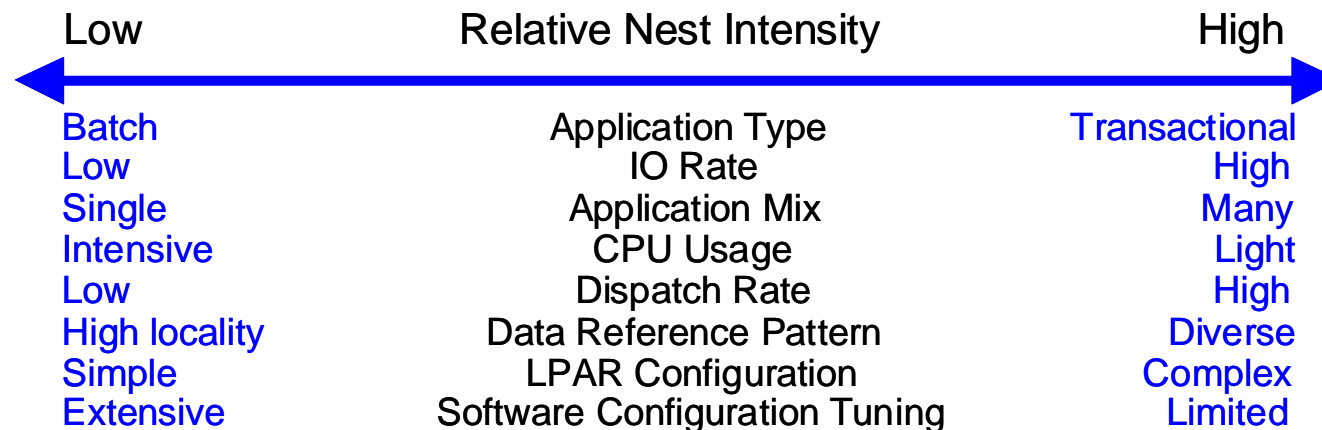 Low Relative Nest Intensity High
Batch Application Type Transactional
Low IO Rate High
Single Application Mix Many
Intensive CPU Usage Light
Low Dispatch Rate High
High locality Data Reference Pattern Diverse
Simple LPAR Configuration Complex
Extensive Software Configuration Tuning Limited